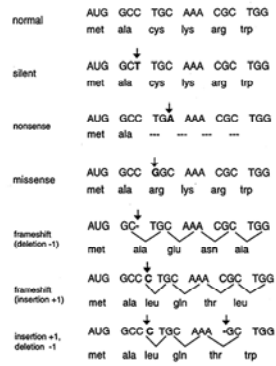 normal AUG GCC TGC AAA CGC TGG
met ala cys lys arg trp
silent AUG GCT TGC AAA CGC TGG
met ala cys lys arg trp
nonsense AUG GCC TGA AAA CGC TGG
met ala --- --- --- ---
missense AUG GCC GGC AAA CGC TGG
met ala arg lys arg trp
frameshift (deletion -1) AUG GC- TGC AAA CGC TGG
met ala glu asn ala
frameshift (insertion +1) AUG GCC C TGC AAA CGC TGG
met ala leu gln thr leu
insertion +1, deletion -1 AUG GCC C TGC AAA -GC TGG
met ala leu gln thr trp